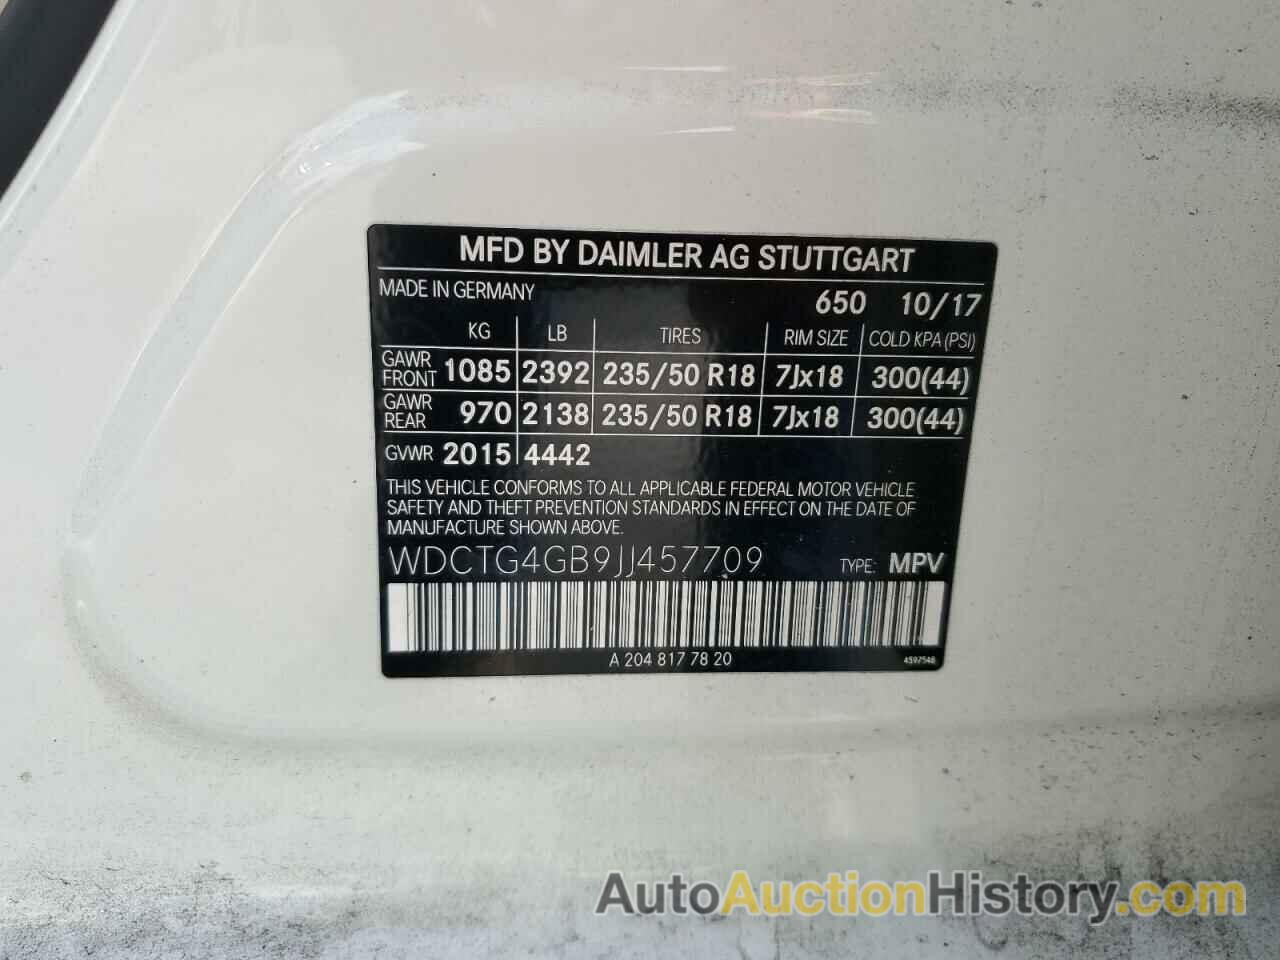 MFD BY DAIMLER AG STUTTGART
MADE IN GERMANY 650 10/17
KG LB TIRES RIM SIZE COLD KPA (PSI)
GAWR FRONT 1085 2392 235/50 R18 7Jx18 300(44)
GAWR REAR 970 2138 235/50 R18 7Jx18 300(44)
GVWR 2015 4442
THIS VEHICLE CONFORMS TO ALL APPLICABLE FEDERAL MOTOR VEHICLE
SAFETY AND THEFT PREVENTION STANDARDS IN EFFECT ON THE DATE OF
MANUFACTURE SHOWN ABOVE.
WDCTG4GB9JJ457709 TYPE: MPV
A 204 817 78 20 4597546
AutoAuctionHistory.com